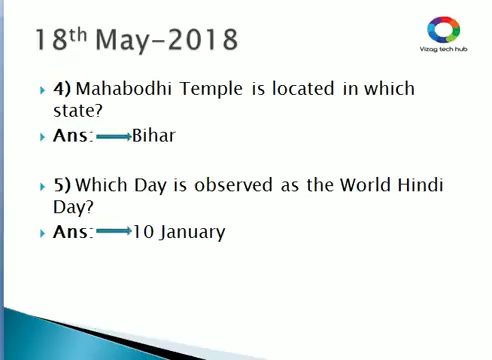 18th May-2018
Vizag tech hub
4) Mahabodhi Temple is located in which
state?
Ans: Bihar
5) Which Day is observed as the World Hindi
Day?
Ans: 10 January